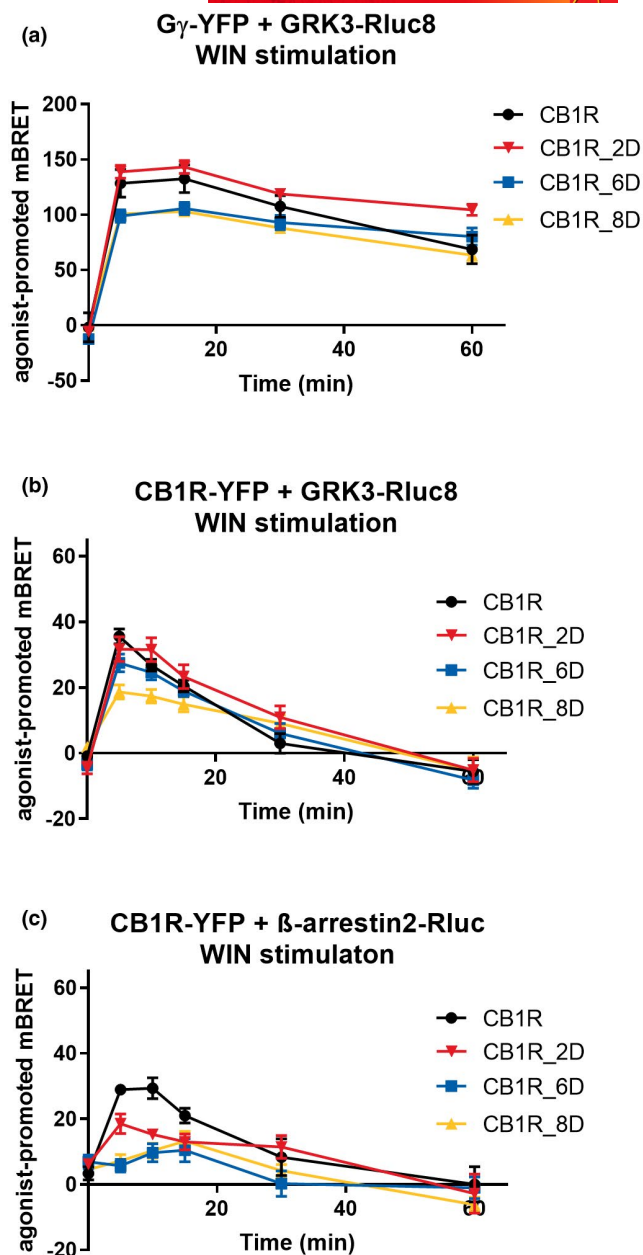 (a)
Gγ-YFP + GRK3-Rluc8
WIN stimulation
agonist-promoted mBRET
200
150
100
50
0
-50
20
40
60
Time (min)
CB1R
CB1R_2D
CB1R_6D
CB1R_8D
(b)
CB1R-YFP + GRK3-Rluc8
WIN stimulation
agonist-promoted mBRET
60
40
20
0
-20
20
40
60
Time (min)
CB1R
CB1R_2D
CB1R_6D
CB1R_8D
(c)
CB1R-YFP + ß-arrestin2-Rluc
WIN stimulaton
agonist-promoted mBRET
60
40
20
0
-20
20
40
60
Time (min)
CB1R
CB1R_2D
CB1R_6D
CB1R_8D